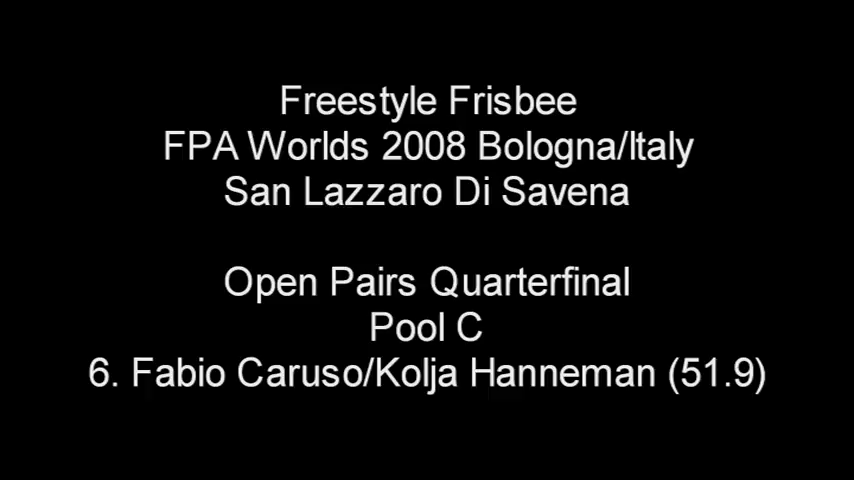 Freestyle Frisbee
FPA Worlds 2008 Bologna/Italy
San Lazzaro Di Savena
Open Pairs Quarterfinal
Pool C
6. Fabio Caruso/Kolja Hanneman (51.9)